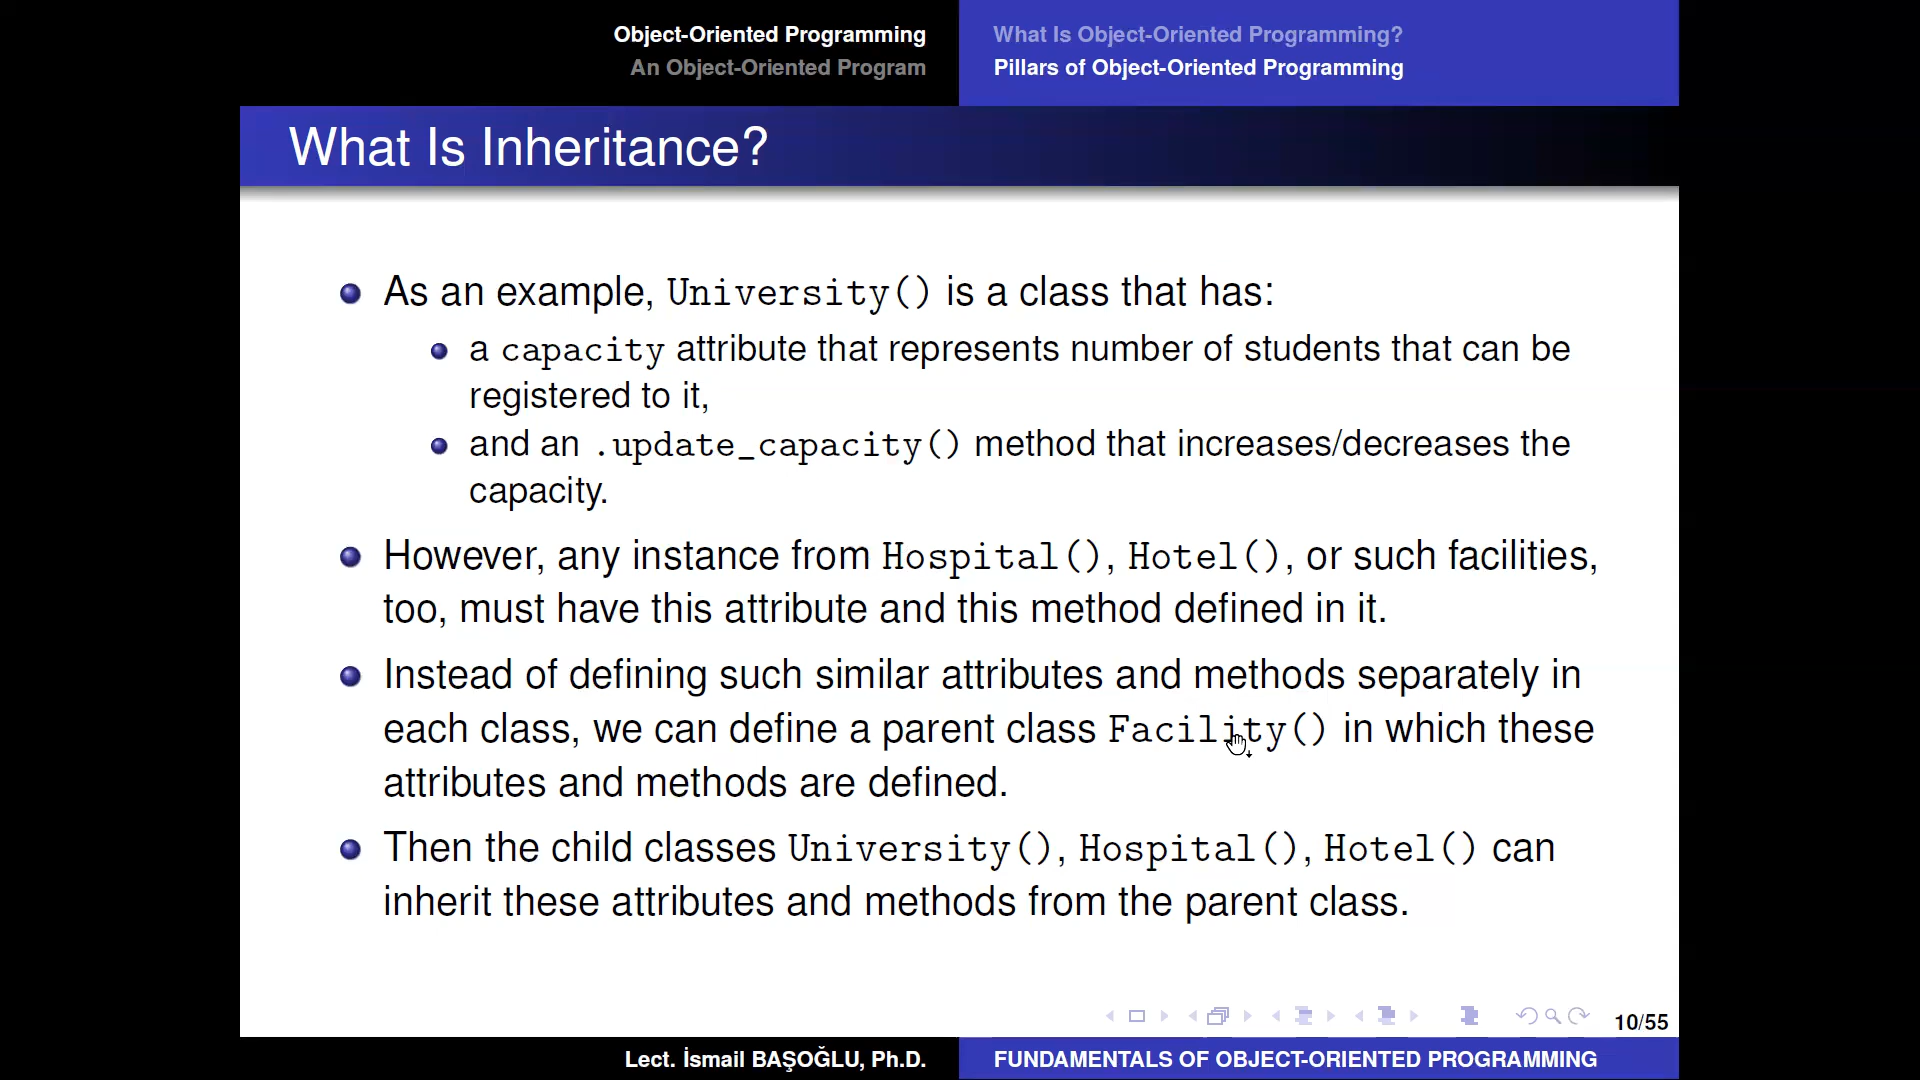 Object-Oriented Programming
An Object-Oriented Program
What Is Object-Oriented Programming?
Pillars of Object-Oriented Programming
What Is Inheritance?
As an example, University() is a class that has:
a capacity attribute that represents number of students that can be
registered to it,
and an .update_capacity() method that increases/decreases the
capacity.
However, any instance from Hospital(), Hotel(), or such facilities,
too, must have this attribute and this method defined in it.
Instead of defining such similar attributes and methods separately in
each class, we can define a parent class Facility() in which these
attributes and methods are defined.
Then the child classes University(), Hospital(), Hotel() can
inherit these attributes and methods from the parent class.
10/55
Lect. İsmail BAŞOĞLU, Ph.D.
FUNDAMENTALS OF OBJECT-ORIENTED PROGRAMMING